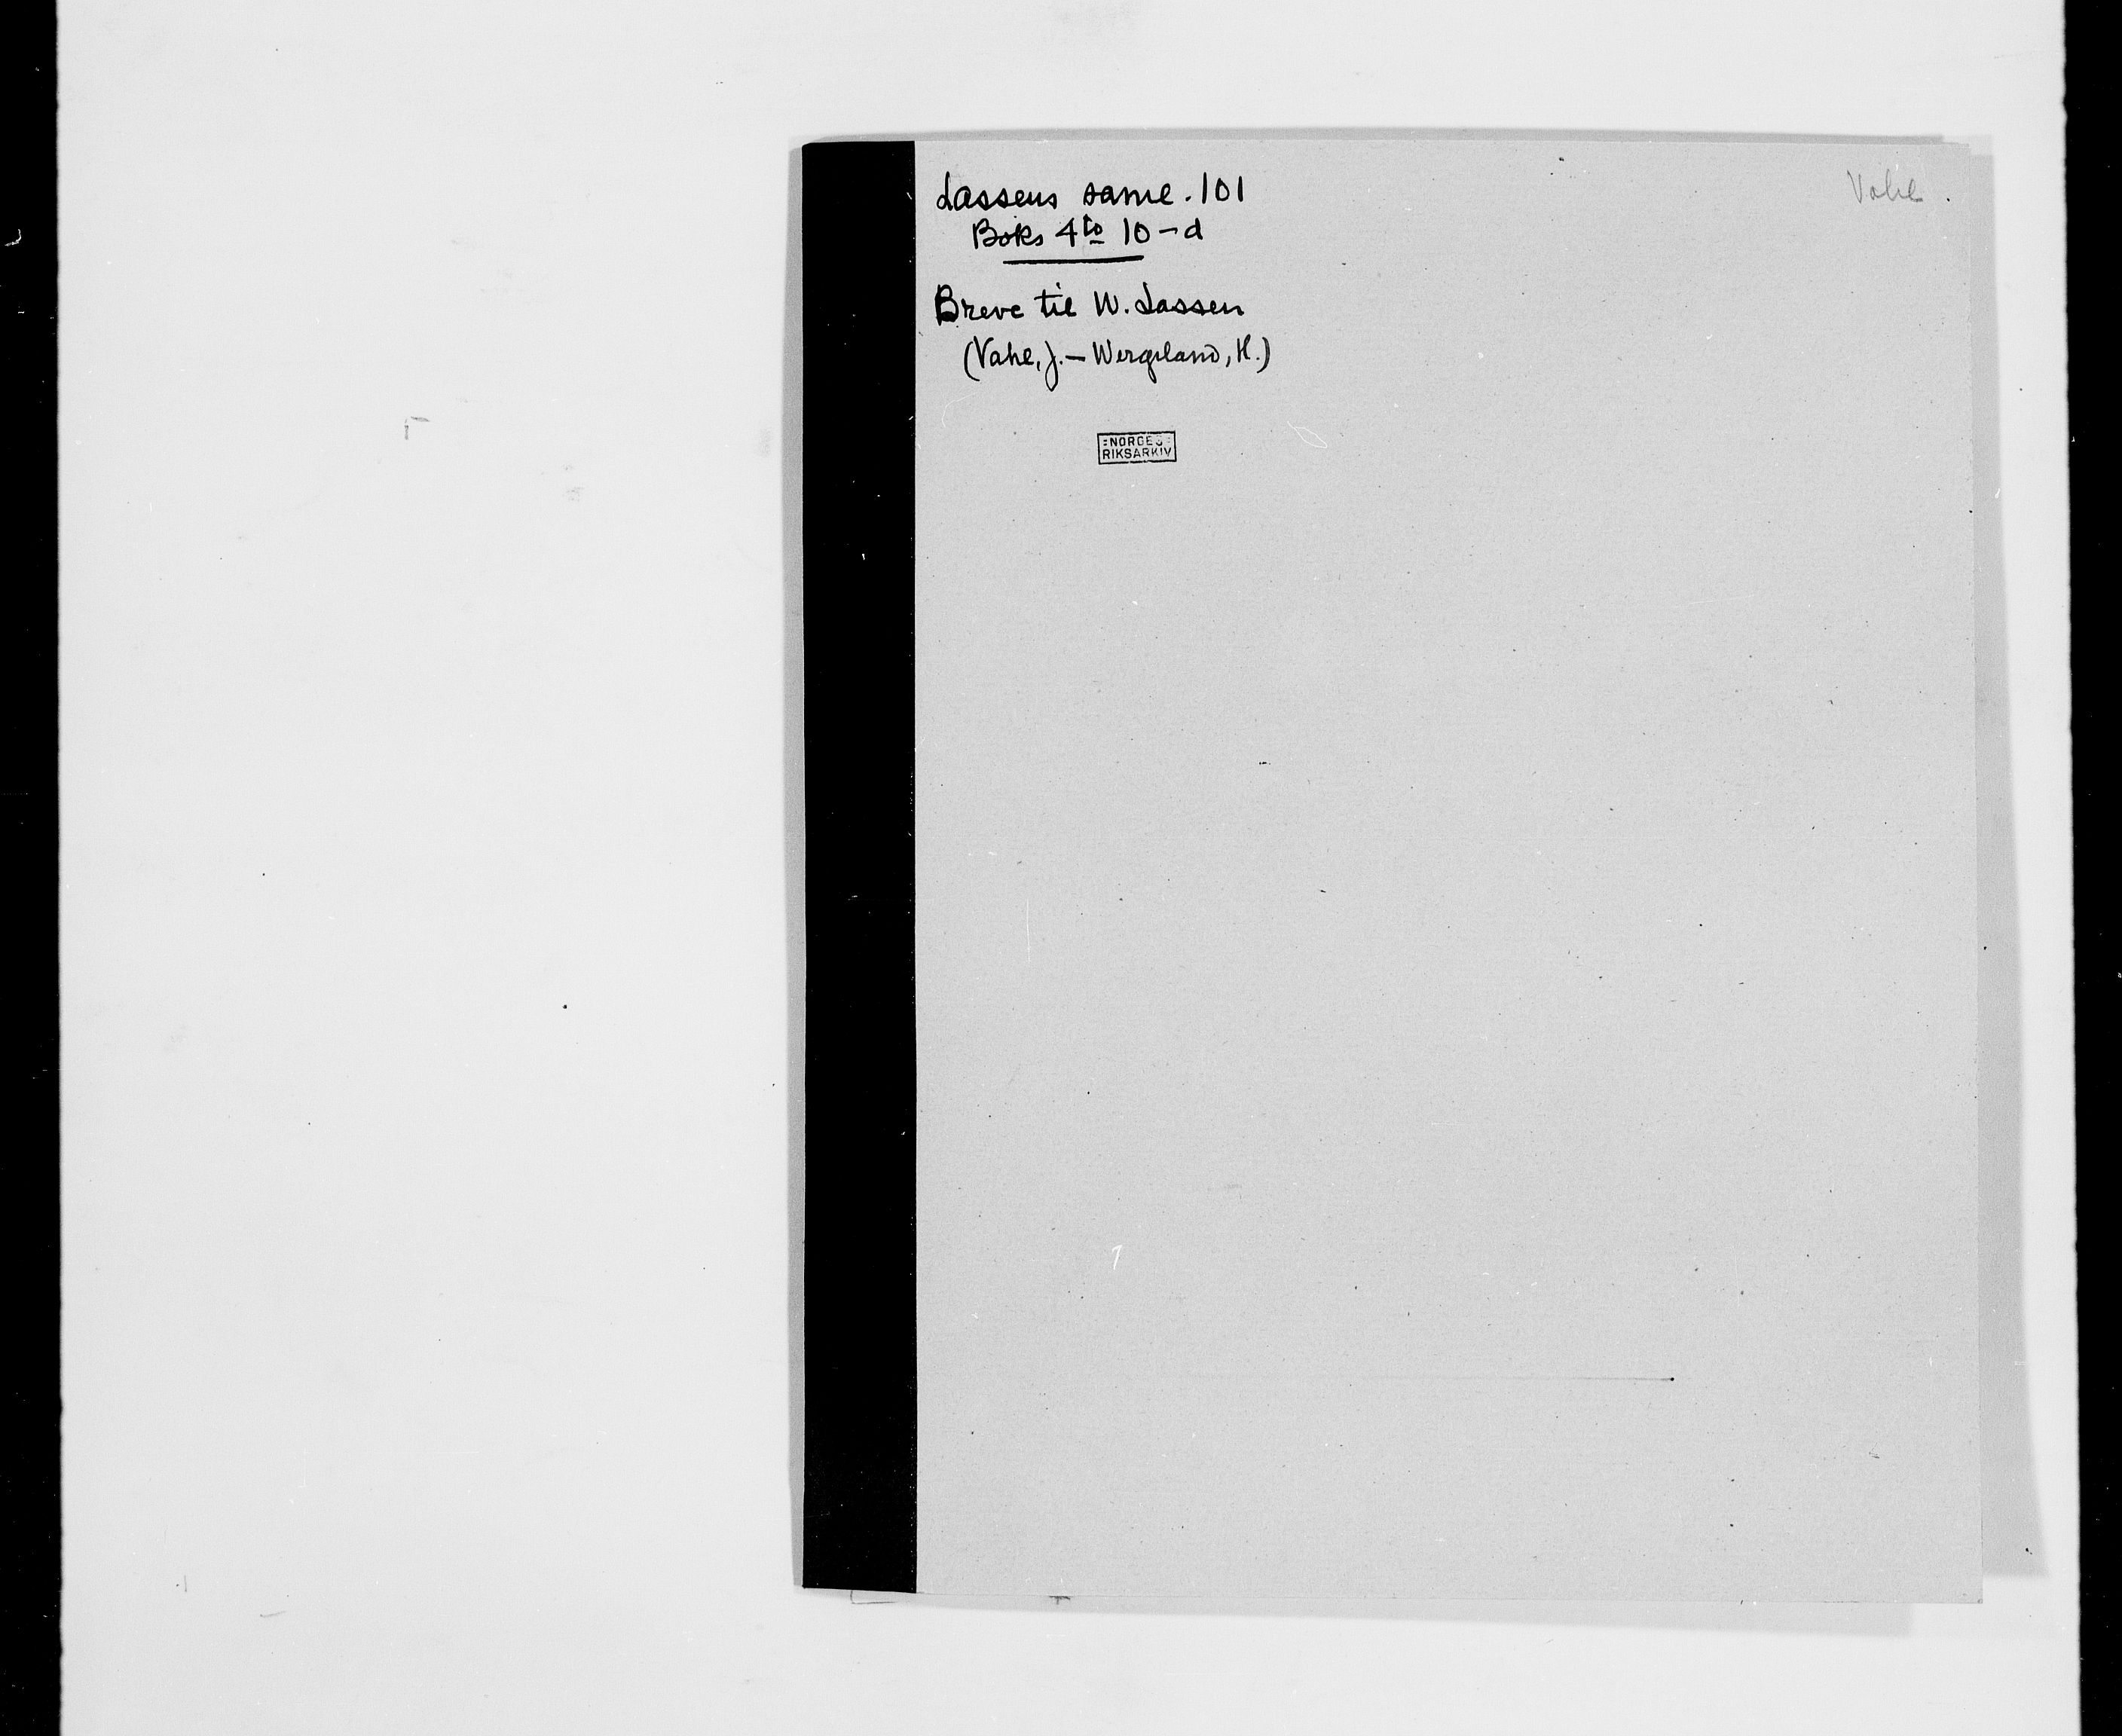 Lassens saml. 101
Vahl.
Boks 4to 10-d
Breve til W. Lassen
(Vahl, J. – Wergeland, H.)
NORGES
RIKSARKIV